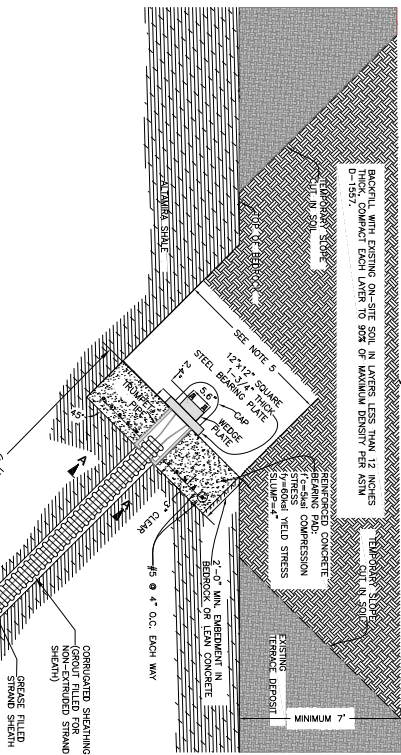 BACKFILL WITH EXISTING ON-SITE SOIL IN LAYERS LESS THAN 12 INCHES
THICK. COMPACT EACH LAYER TO 90% OF MAXIMUM DENSITY PER ASTM
D-1557.
TEMPORARY SLOPE
CUT IN SOIL
TEMPORARY SLOPE
CUT IN SOIL
TOP OF BEDROCK
ALTAMIRA SHALE
EXISTING
TERRACE DEPOSIT
MINIMUM 7'
SEE NOTE 5
12"x12" SQUARE
1-3/4" THICK
STEEL BEARING PLATE
CAP
WEDGE
PLATE
5.6"
TRUMPET
45°
REINFORCED CONCRETE
BEARING PAD:
f'c=5ksi COMPRESSION
STRESS
fy=60ksi YIELD STRESS
SLUMP=4"
2'-0" MIN. EMBEDMENT IN
BEDROCK OR LEAN CONCRETE
CLEAR
#5 @ 4" O.C. EACH WAY
A
A
CORRUGATED SHEATHING
(GROUT FILLED FOR
NON-EXTRUDED STRAND
SHEATH)
GREASE FILLED
STRAND SHEATH